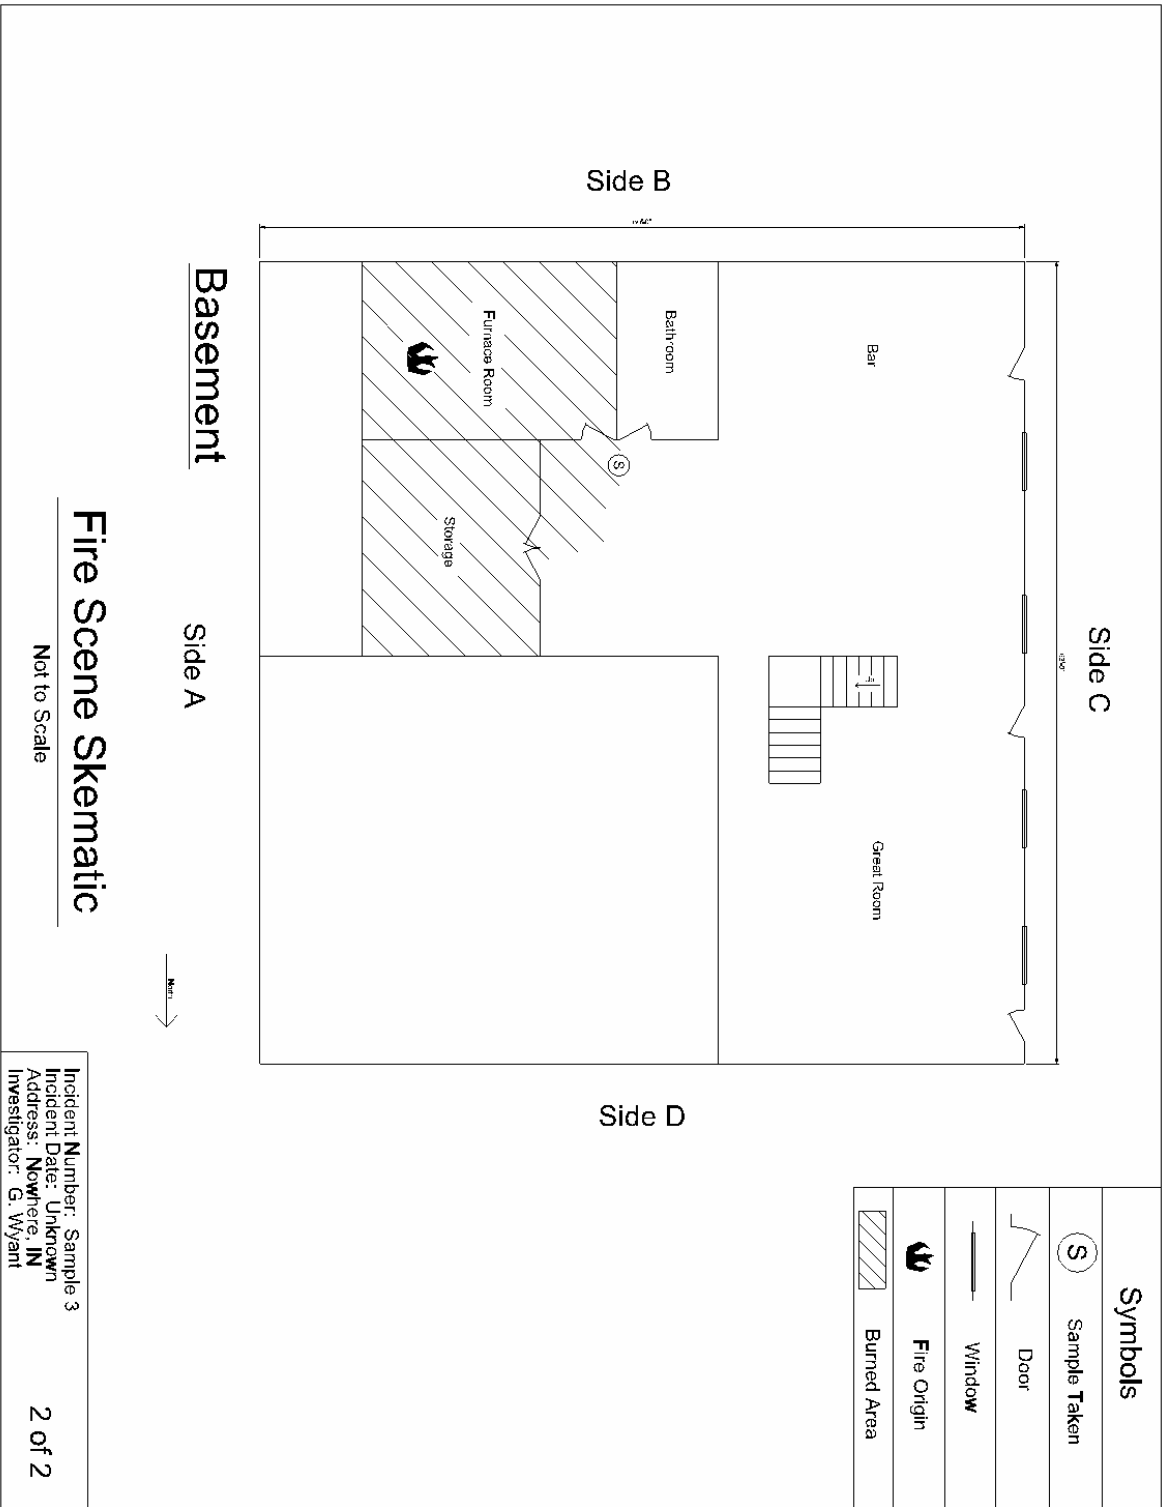 Symbols
Sample Taken
S
Door
Window
Fire Origin
Burned Area
Side C
Side B
Side D
Side A
Bar
Great Room
Bathroom
S
Furnace Room
Storage
Basement
North
Fire Scene Skematic
Not to Scale
Incident Number: Sample 3
Incident Date: Unknown
Address: Nowhere, IN
Investigator: G. Wyant
2 of 2